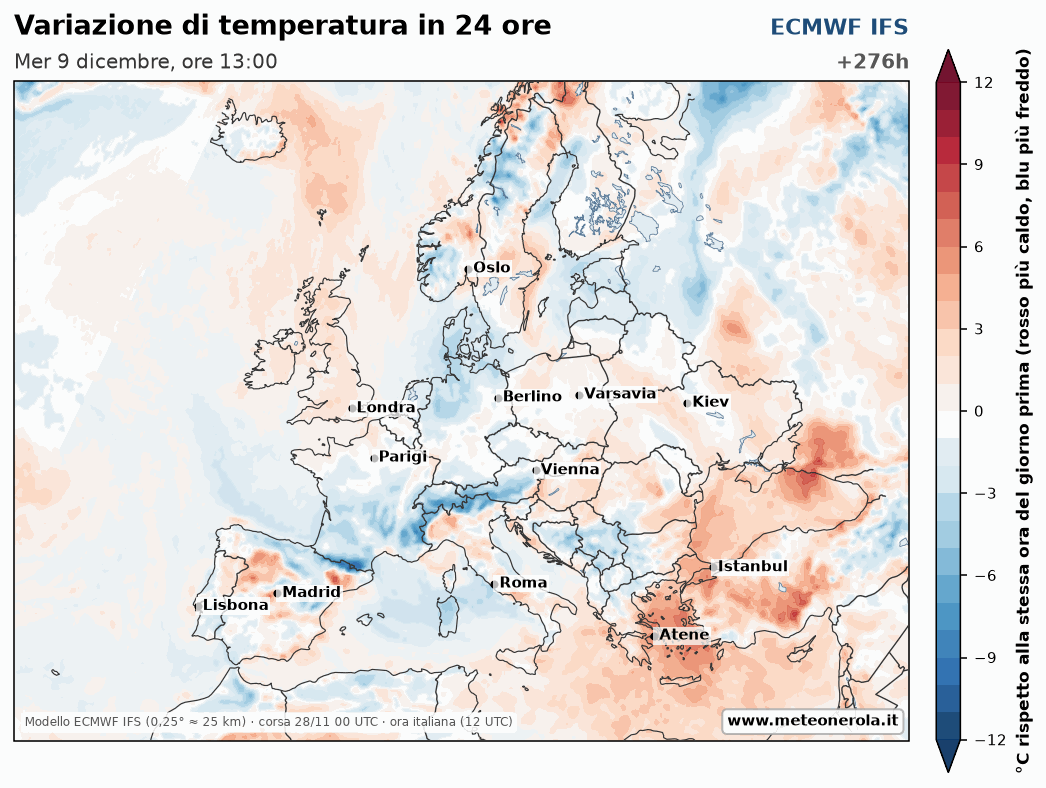 Variazione di temperatura in 24 ore
ECMWF IFS
Mer 9 dicembre, ore 13:00
+276h
Oslo
Londra
Berlino
Varsavia
Kiev
Parigi
Vienna
Istanbul
Roma
Madrid
Lisbona
Atene
Modello ECMWF IFS (0,25° ≈ 25 km) · corsa 28/11 00 UTC · ora italiana (12 UTC)
www.meteonerola.it
12
9
6
3
0
−3
−6
−9
−12
°C rispetto alla stessa ora del giorno prima (rosso più caldo, blu più freddo)